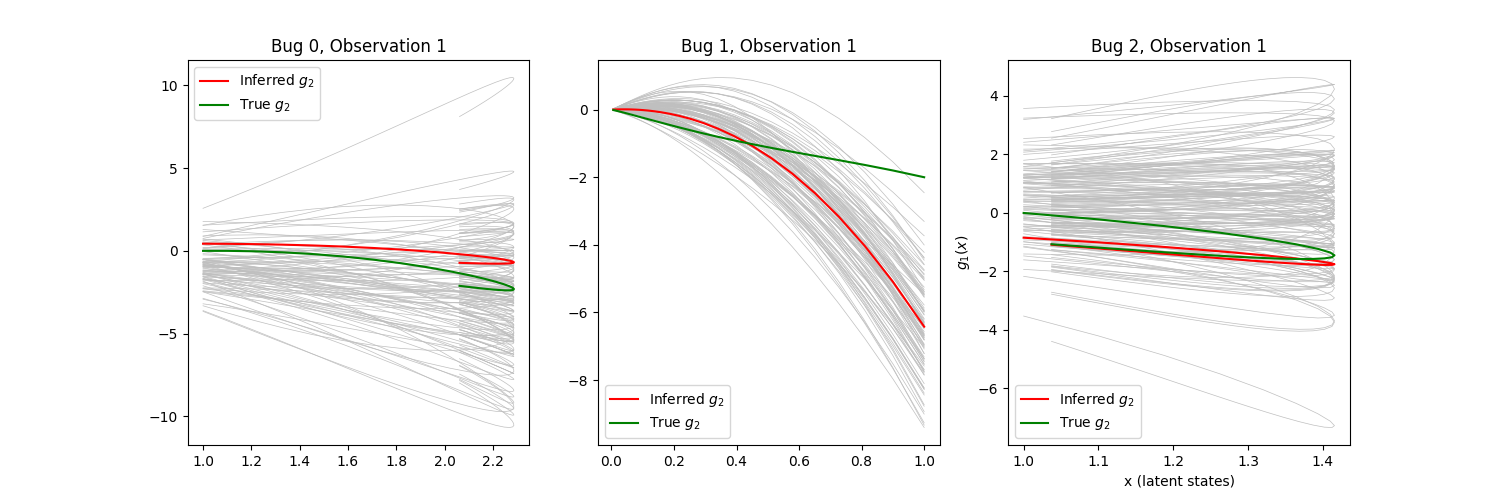 Bug 0, Observation 1
Inferred g₂
True g₂
10
5
0
−5
−10
1.0 1.2 1.4 1.6 1.8 2.0 2.2
Bug 1, Observation 1
0
−2
−4
−6
−8
Inferred g₂
True g₂
0.0 0.2 0.4 0.6 0.8 1.0
Bug 2, Observation 1
g₁(x)
4
2
0
−2
−4
−6
Inferred g₂
True g₂
1.0 1.1 1.2 1.3 1.4
x (latent states)